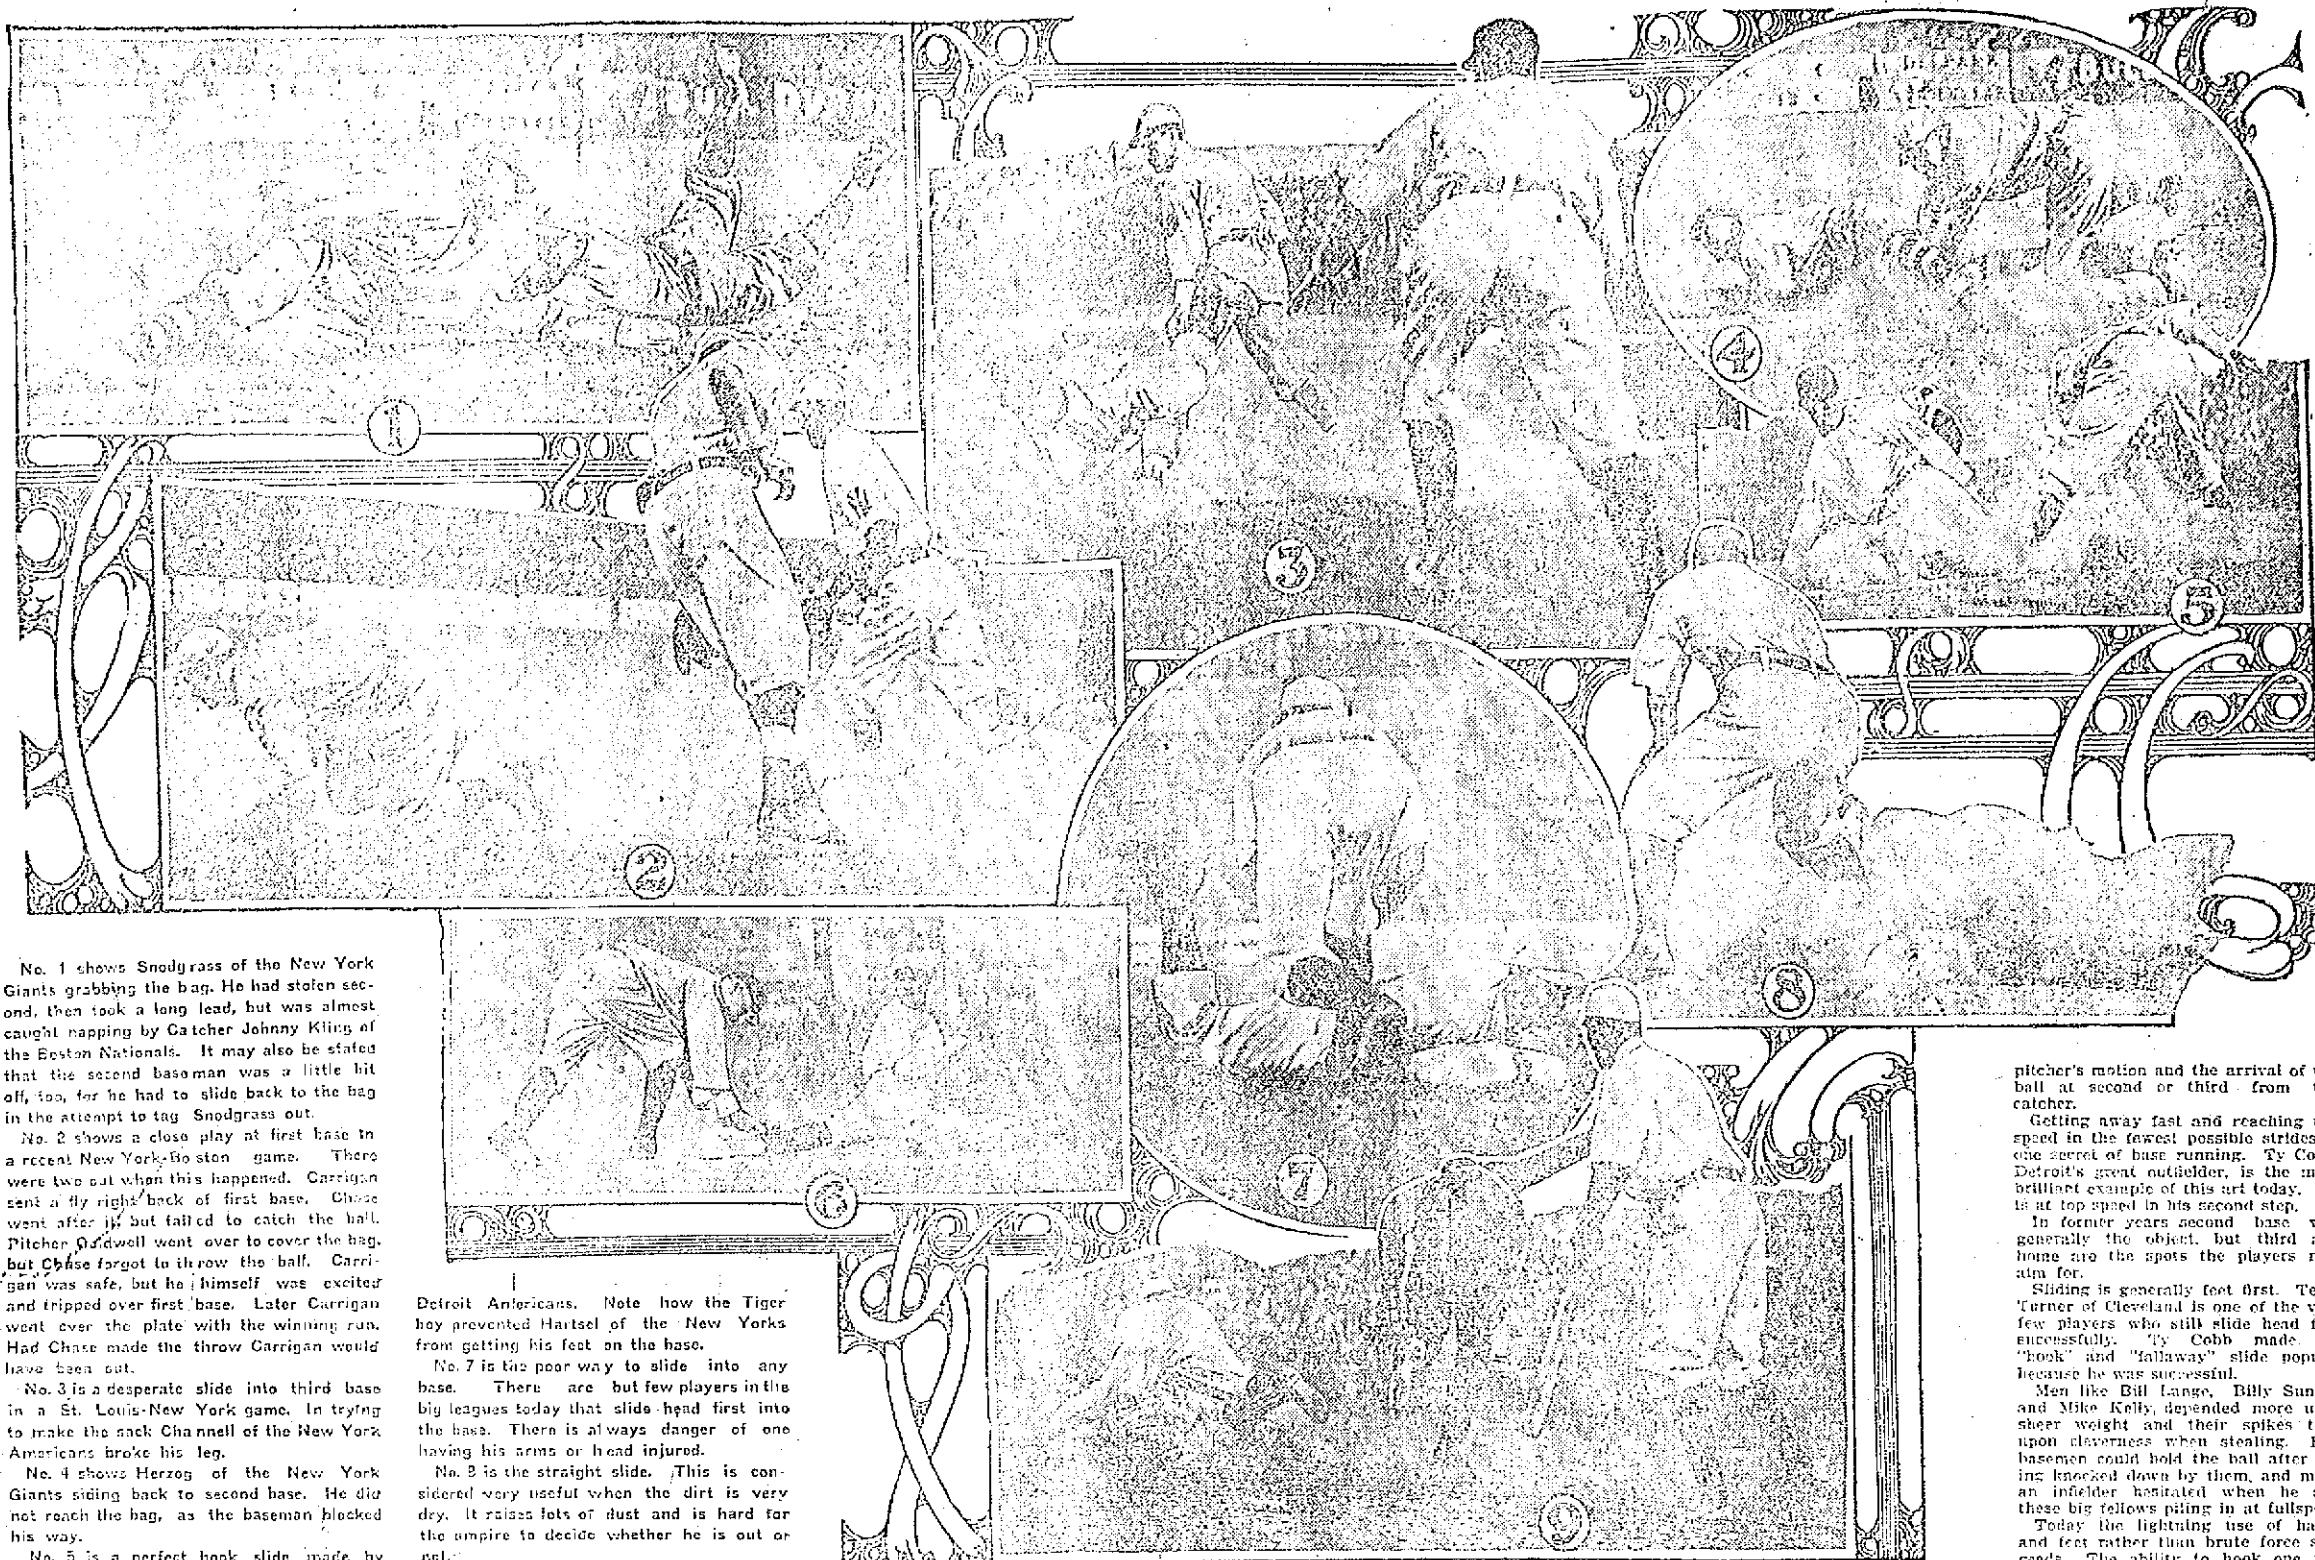 1
2
3
4
5
6
7
8
9
No. 1 shows Snodgrass of the New York
Giants grabbing the bag. He had stolen sec-
ond, then took a long lead, but was almost
caught napping by Catcher Johnny Kling of
the Boston Nationals. It may also be stated
that the second baseman was a little bit
off, too, for he had to slide back to the bag
in the attempt to tag Snodgrass out.
No. 2 shows a close play at first base in
a recent New York-Boston game. There
were two out when this happened. Carrigan
sent a fly right back of first base. Chase
went after it but failed to catch the ball.
Pitcher Caldwell went over to cover the bag,
but Chase forgot to throw the ball. Carri-
gan was safe, but he himself was excited
and tripped over first base. Later Carrigan
went over the plate with the winning run.
Had Chase made the throw Carrigan would
have been out.
No. 3 is a desperate slide into third base
in a St. Louis-New York game. In trying
to make the sack Channell of the New York
Americans broke his leg.
No. 4 shows Herzog of the New York
Giants siding back to second base. He did
not reach the bag, as the baseman blocked
his way.
No. 5 is a perfect hook slide made by
Detroit Americans. Note how the Tiger
boy prevented Hartsel of the New Yorks
from getting his feet on the base.
No. 7 is the poor way to slide into any
base. There are but few players in the
big leagues today that slide head first into
the base. There is always danger of one
having his arms or head injured.
No. 8 is the straight slide. This is con-
sidered very useful when the dirt is very
dry. It raises lots of dust and is hard for
the umpire to decide whether he is out or
not.
pitcher's motion and the arrival of
ball at second or third from
catcher.
Getting away fast and reaching
speed in the fewest possible strides
one secret of base running. Ty Co
Detroit's great outfielder, is the m
brilliant example of this art today.
is at top speed in his second step.
In former years second base
generally the object, but third
home are the spots the players
aim for.
Sliding is generally feet first. Te
Turner of Cleveland is one of the v
few players who still slide head f
successfully. Ty Cobb made
"hook" and "fallaway" slide pop
because he was successful.
Men like Bill Lange, Billy Sun
and Mike Kelly, depended more u
sheer weight and their spikes t
upon cleverness when stealing.
basemen could hold the ball after
ing knocked down by them, and m
an infielder hesitated when he
these big fellows piling in at fullsp
Today the lightning use of ha
and feet rather than brute force
The ability to hook one